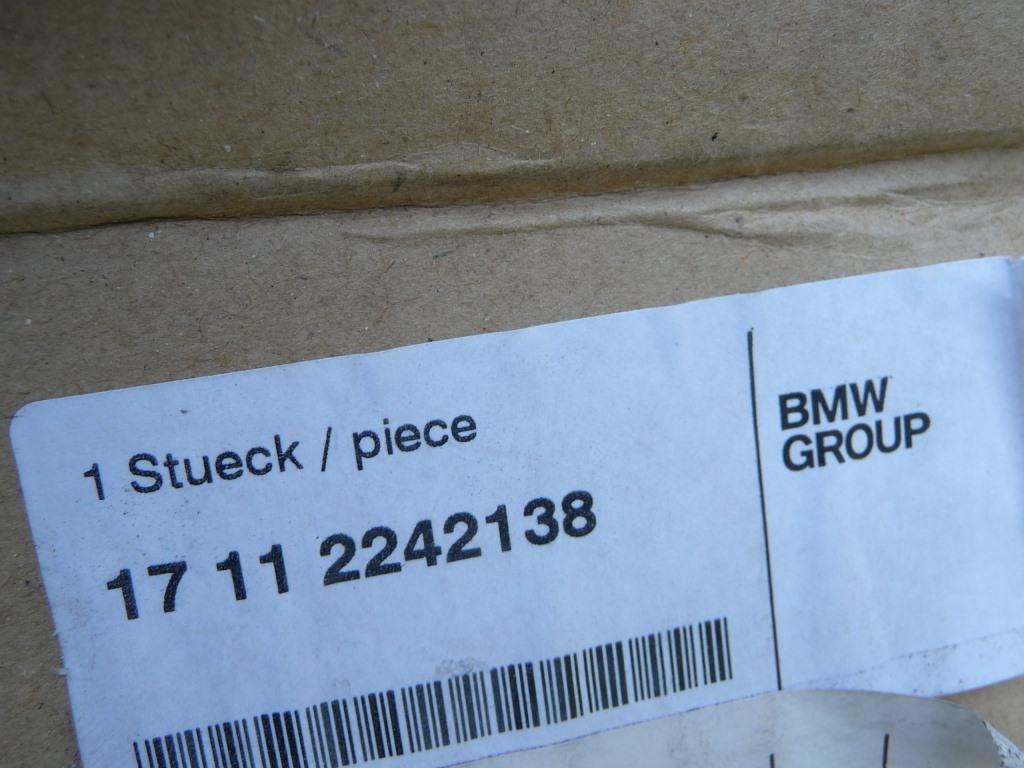 1 Stueck / piece
17 11 2242138
BMW
GROUP